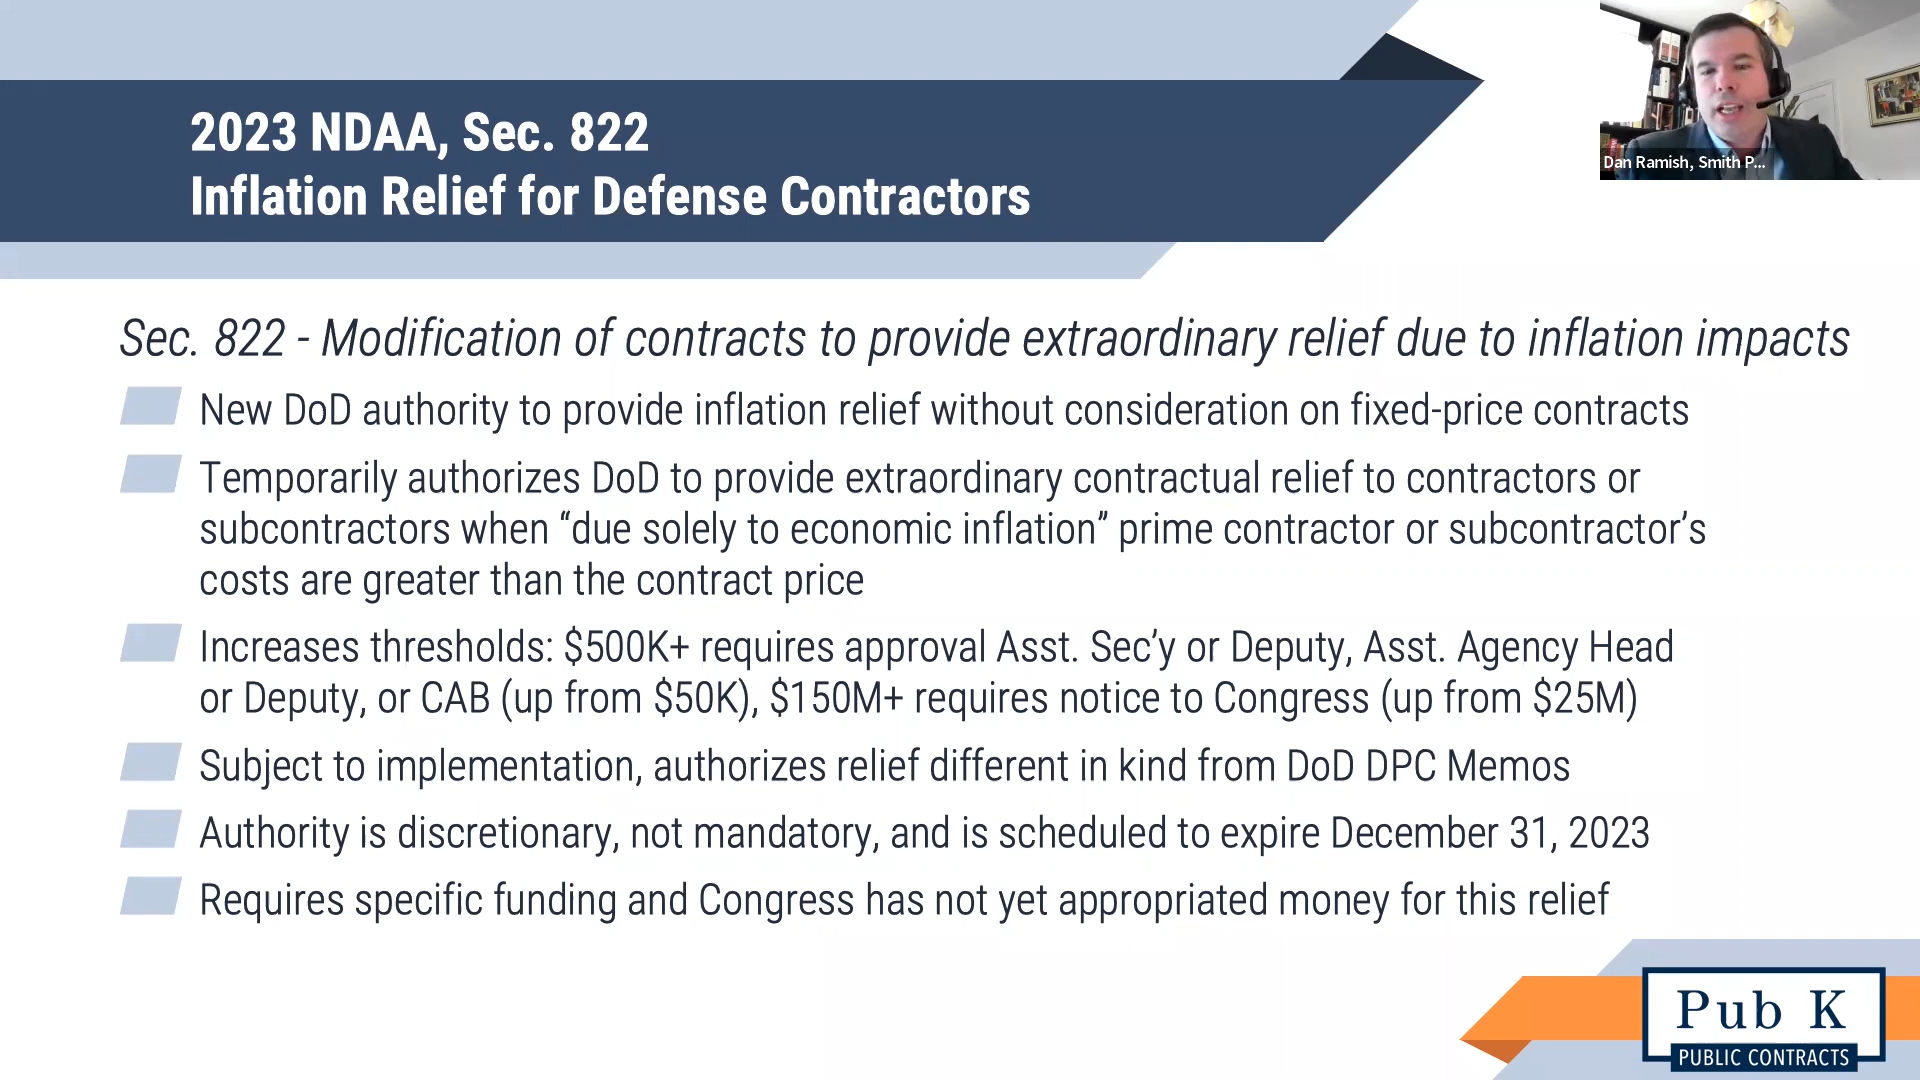 2023 NDAA, Sec. 822
Inflation Relief for Defense Contractors
Dan Ramish, Smith P...
Sec. 822 - Modification of contracts to provide extraordinary relief due to inflation impacts
New DoD authority to provide inflation relief without consideration on fixed-price contracts
Temporarily authorizes DoD to provide extraordinary contractual relief to contractors or
subcontractors when “due solely to economic inflation” prime contractor or subcontractor’s
costs are greater than the contract price
Increases thresholds: $500K+ requires approval Asst. Sec’y or Deputy, Asst. Agency Head
or Deputy, or CAB (up from $50K), $150M+ requires notice to Congress (up from $25M)
Subject to implementation, authorizes relief different in kind from DoD DPC Memos
Authority is discretionary, not mandatory, and is scheduled to expire December 31, 2023
Requires specific funding and Congress has not yet appropriated money for this relief
Pub K
PUBLIC CONTRACTS